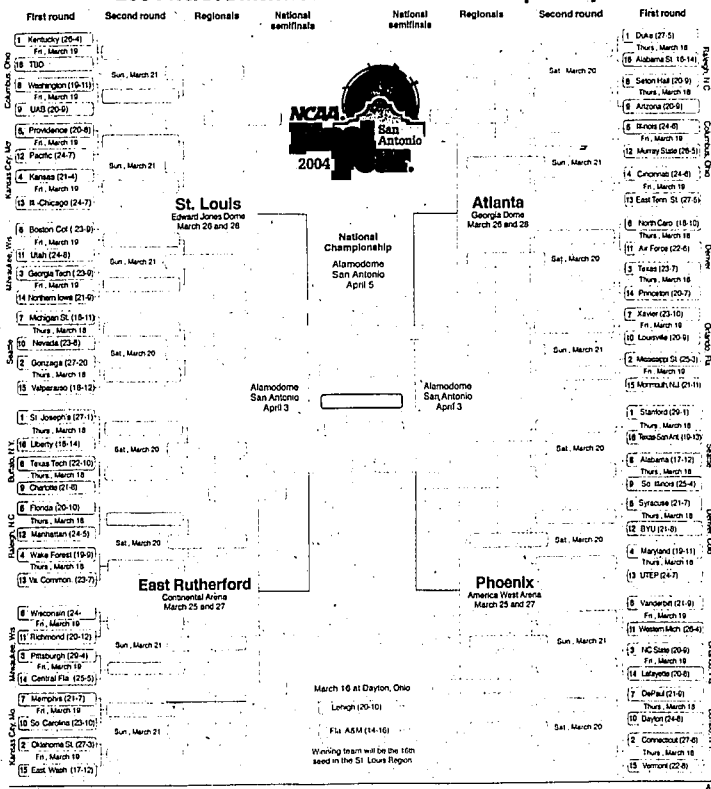 First round
Second round
Regionals
National
semifinals
National
semifinals
Regionals
Second round
First round
Columbus, Ohio
1 Kentucky (26-4)
Fri., March 19
16 TBD
8 Washington (19-11)
Fri., March 19
9 UAB (20-9)
Sun., March 21
Kansas City, Mo
5 Providence (20-8)
Fri., March 19
12 Pacific (24-7)
4 Kansas (21-4)
Fri., March 19
13 Ill.-Chicago (24-7)
Sun., March 21
Milwaukee, Wis
6 Boston Col (23-9)
Fri., March 19
11 Utah (24-8)
3 Georgia Tech (23-9)
Fri., March 19
14 Northern Iowa (21-9)
Sun., March 21
Seattle
7 Michigan St. (18-11)
Thurs., March 18
10 Nevada (23-8)
2 Gonzaga (27-20
Thurs., March 18
15 Valparaiso (18-12)
Sat., March 20
St. Louis
Edward Jones Dome
March 26 and 28
Buffalo, N.Y.
1 St Joseph's (27-1)
Thurs., March 18
16 Liberty (18-14)
8 Texas Tech (22-10)
Thurs., March 18
9 Charlotte (21-8)
Sat., March 20
Raleigh, N.C
5 Florida (20-10)
Thurs., March 18
12 Manhattan (24-5)
4 Wake Forest (19-9)
Thurs., March 18
13 Va. Common. (23-7)
Sat., March 20
East Rutherford
Continental Arena
March 25 and 27
Milwaukee, Wis
6 Wisconsin (24-
Fri., March 19
11 Richmond (20-12)
3 Pittsburgh (29-4)
Fri., March 19
14 Central Fla (25-5)
Sun., March 21
Kansas City, Mo
7 Memphis (21-7)
Fri., March 19
10 So Carolina (23-10)
2 Oklahoma St. (27-3)
Fri., March 19
15 East. Wash (17-12)
Sun., March 21
NCAA
San
Antonio
2004
National
Championship
Alamodome
San Antonio
April 5
Alamodome
San Antonio
April 3
Alamodome
San Antonio
April 3
March 16 at Dayton, Ohio
Lehigh (20-10)
Fla. A&M (14-16)
Winning team will be the 16th
seed in the St. Louis Region
1 Duke (27-5)
Thurs., March 18
16 Alabama St. 16-14)
8 Seton Hall (20-9)
Thurs., March 18
9 Arizona (20-9)
Sat., March 20
Raleigh, N C
5 Illinois (24-6)
Fri., March 19
12 Murray State (28-5)
4 Cincinnati (24-6)
Fri., March 19
13 East Tenn. St. (27-5)
Sun., March 21
Columbus, Ohio
Atlanta
Georgia Dome
March 26 and 28
6 North Caro (18-10)
Thurs., March 18
11 Air Force (22-6)
3 Texas (23-7)
Thurs., March 18
14 Princeton (20-7)
Sat., March 20
Denver
7 Xavier (23-10)
Fri., March 19
10 Louisville (20-9)
2 Mississippi St. (25-3)
Fri., March 19
15 Monmouth, N.J. (21-11)
Sun., March 21
Orlando Fla
1 Stanford (29-1)
Thurs., March 18
16 Texas-San Ant. (19-13)
8 Alabama (17-12)
Thurs., March 18
9 So Illinois (25-4)
Sat., March 20
Seattle
5 Syracuse (21-7)
Thurs., March 18
12 BYU (21-8)
4 Maryland (19-11)
Thurs., March 18
13 UTEP (24-7)
Sat., March 20
Denver, Colo
Phoenix
America West Arena
March 25 and 27
6 Vanderbilt (21-9)
Fri., March 19
11 Western Mich (26-4)
3 NC State (20-9)
Fri., March 19
14 Lafayette (20-8)
Sun., March 21
7 DePaul (21-9)
Thurs., March 18
10 Dayton (24-8)
2 Connecticut (27-6)
Thurs., March 18
15 Vermont (22-8)
Sat., March 20